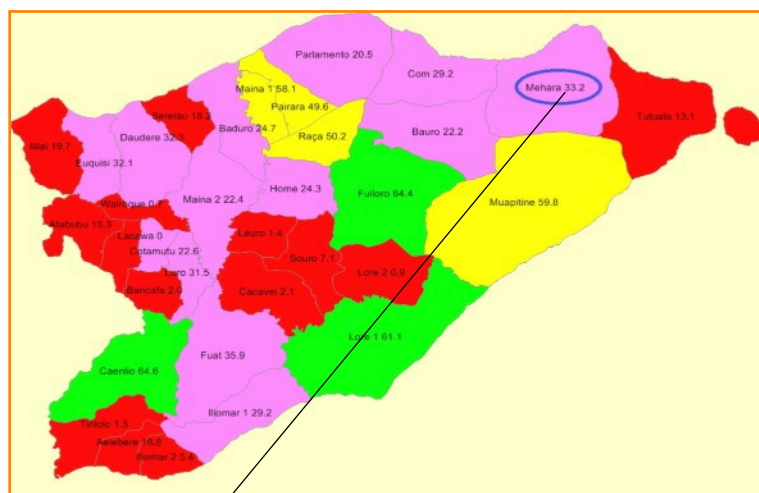 Parlamento 20.5
Com 29.2
Mehara 33.2
Maina 1 58.1
Pairara 49.6
Serelau 18.2
Baduro 24.7
Tutuala 13.1
Daudere 32.3
Raça 50.2
Bauro 22.2
Ililai 19.7
Euquisi 32.1
Home 24.3
Fuiloro 64.4
Maina 2 22.4
Muapitine 59.8
Wairoque 0.7
Afabubu 15.3
Lacawa 0
Leuro 1.4
Cotamutu 22.6
Souro 7.1
Luro 31.5
Lore 2 0.9
Baricafa 2.0
Cacavei 2.1
Lore 1 61.1
Fuat 35.9
Caenlio 64.6
Iliomar 1 29.2
Tirilolo 1.5
Aelebere 18.8
Iliomar 2 5.4